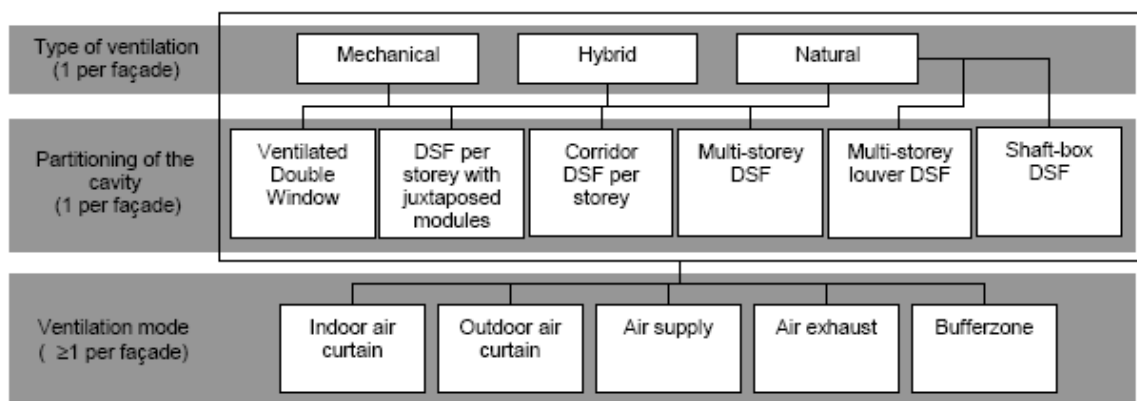 Type of ventilation
(1 per façade)
Mechanical
Hybrid
Natural
Partitioning of the
cavity
(1 per façade)
Ventilated
Double
Window
DSF per
storey with
juxtaposed
modules
Corridor
DSF per
storey
Multi-storey
DSF
Multi-storey
louver DSF
Shaft-box
DSF
Ventilation mode
( ≥1 per façade)
Indoor air
curtain
Outdoor air
curtain
Air supply
Air exhaust
Bufferzone